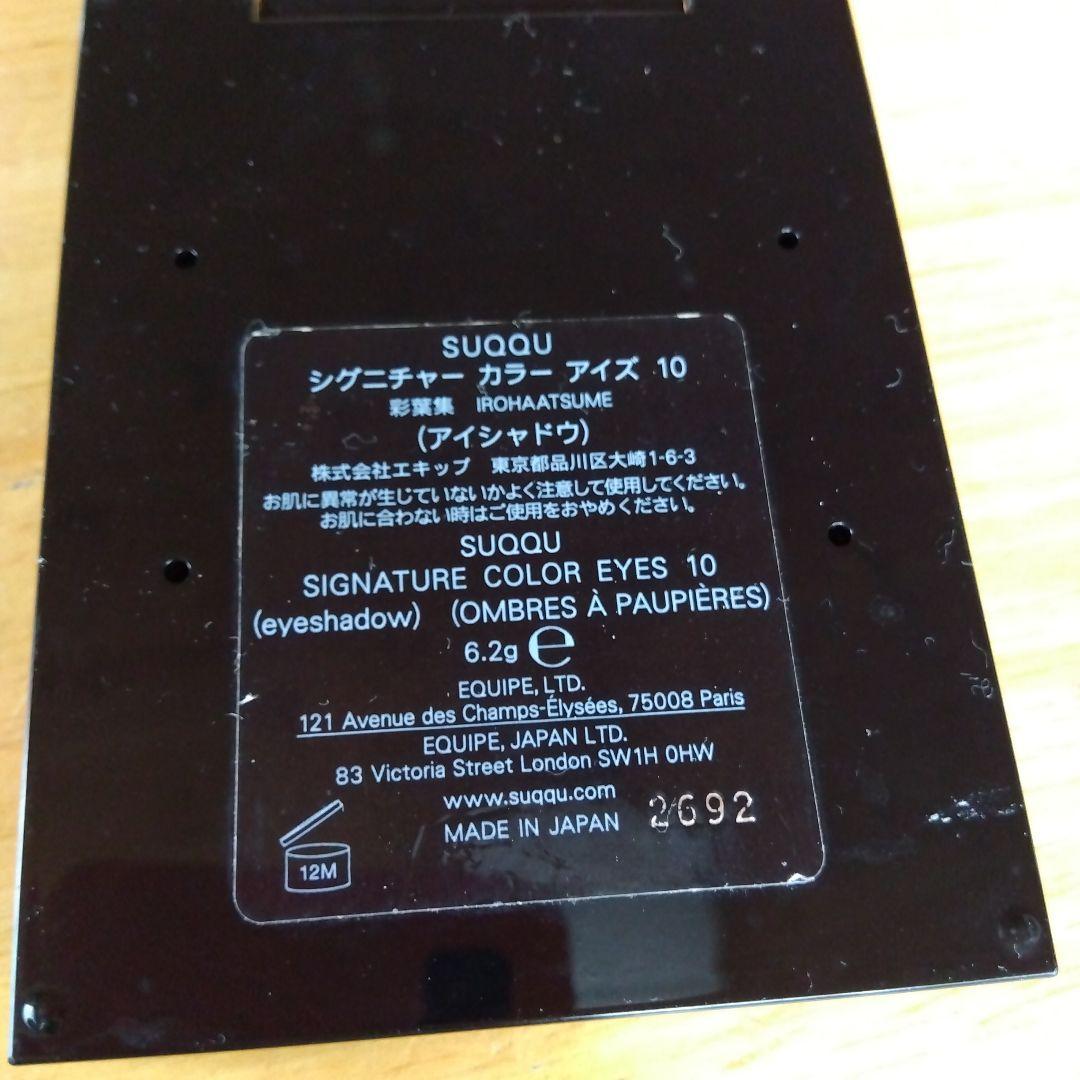 SUQQU
シグニチャー カラー アイズ 10
彩葉集 IROHAATSUME
(アイシャドウ)
株式会社エキップ 東京都品川区大崎1-6-3
お肌に異常が生じていないかよく注意して使用してください。
お肌に合わない時はご使用をおやめください。
SUQQU
SIGNATURE COLOR EYES 10
(eyeshadow) (OMBRES À PAUPIÈRES)
6.2g ℮
EQUIPE, LTD.
121 Avenue des Champs-Élysées, 75008 Paris
EQUIPE, JAPAN LTD.
83 Victoria Street London SW1H 0HW
www.suqqu.com
MADE IN JAPAN 2692
12M